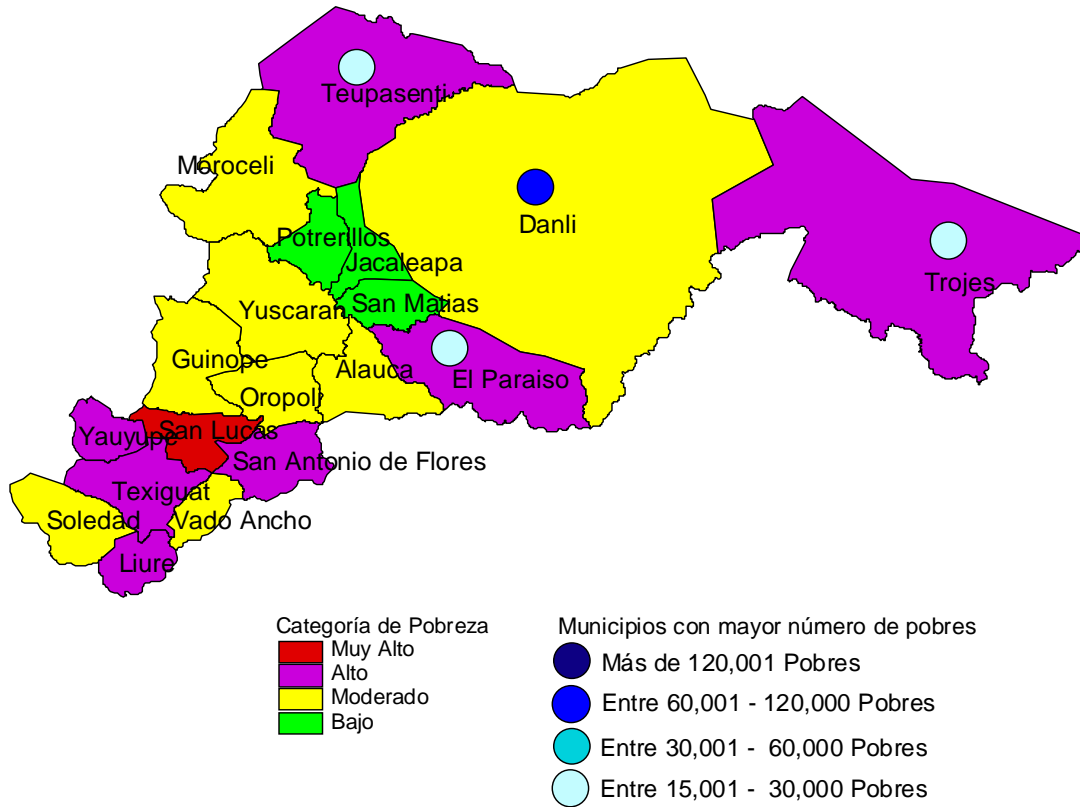 Teupasenti
Moroceli
Danli
Potrerillos
Jacaleapa
Trojes
San Matias
Yuscaran
Guinope
Alauca
El Paraiso
Oropoli
San Lucas
Yauyupe
San Antonio de Flores
Texiguat
Soledad
Vado Ancho
Liure
Categoría de Pobreza
Muy Alto
Alto
Moderado
Bajo
Municipios con mayor número de pobres
Más de 120,001 Pobres
Entre 60,001 - 120,000 Pobres
Entre 30,001 - 60,000 Pobres
Entre 15,001 - 30,000 Pobres